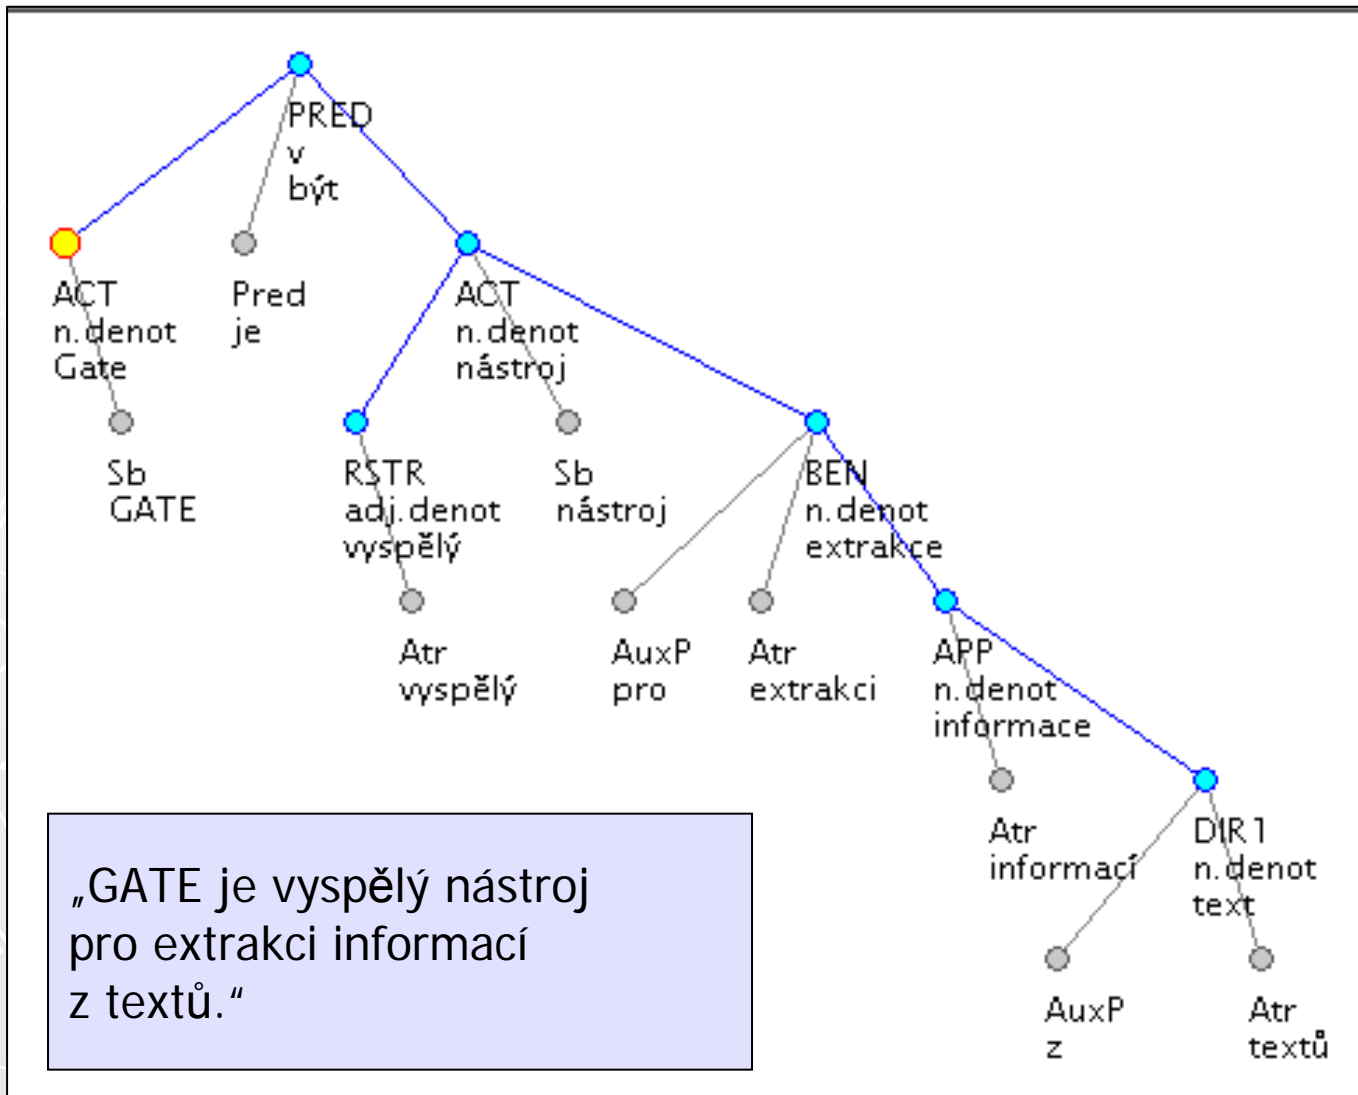 PRED
v
být
ACT
n.denot
Gate
Pred
je
ACT
n.denot
nástroj
Sb
GATE
RSTR
adj.denot
vyspělý
Sb
nástroj
BEN
n.denot
extrakce
Atr
vyspělý
AuxP
pro
Atr
extrakci
APP
n.denot
informace
Atr
informací
DIR1
n.denot
text
AuxP
z
Atr
textů
„GATE je vyspělý nástroj
pro extrakci informací
z textů.“